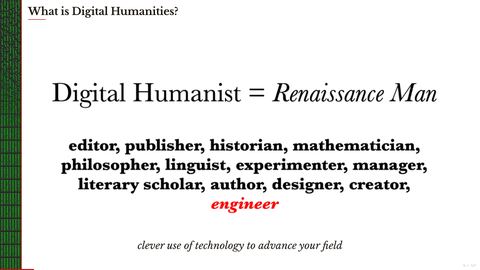 What is Digital Humanities?
Digital Humanist = Renaissance Man
editor, publisher, historian, mathematician,
philosopher, linguist, experimenter, manager,
literary scholar, author, designer, creator,
engineer
clever use of technology to advance your field